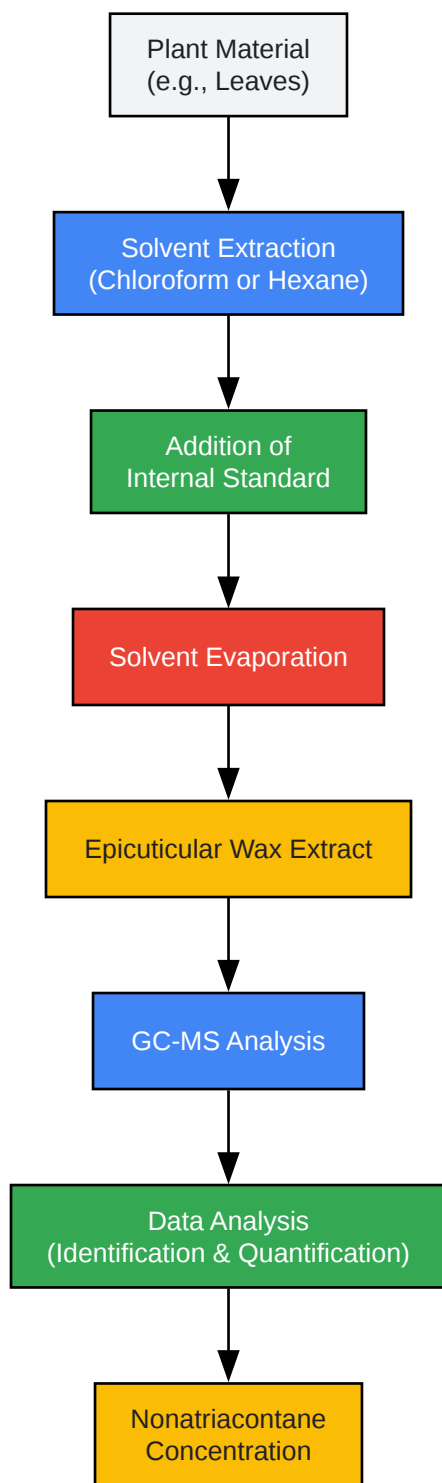 Plant Material
(e.g., Leaves)
Solvent Extraction
(Chloroform or Hexane)
Addition of
Internal Standard
Solvent Evaporation
Epicuticular Wax Extract
GC-MS Analysis
Data Analysis
(Identification & Quantification)
Nonatriacontane
Concentration